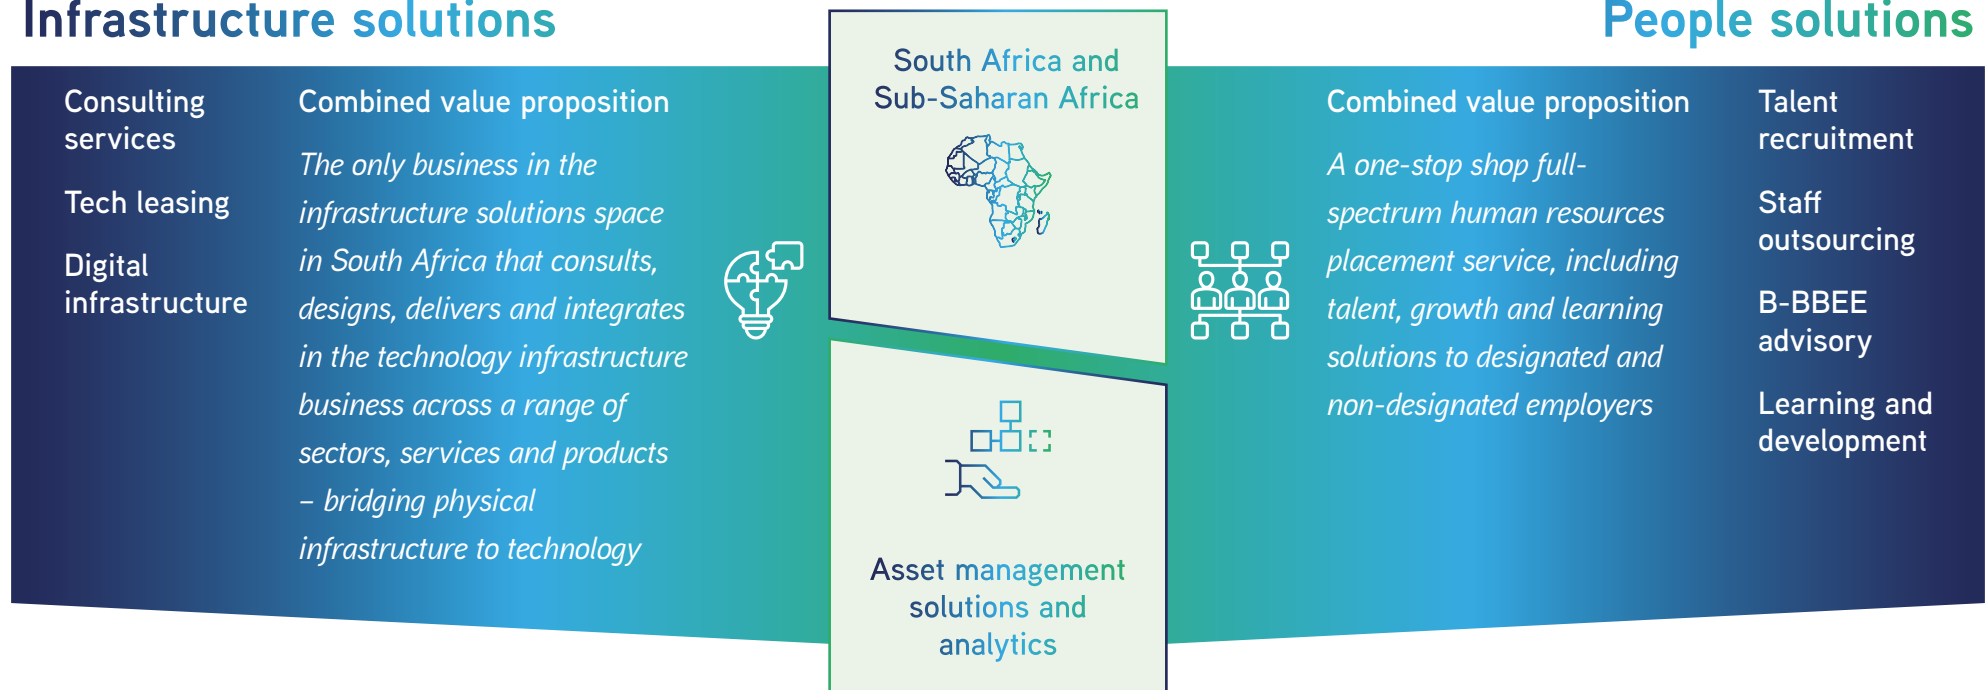 Infrastructure solutions
Consulting
services
Tech leasing
Digital
infrastructure
Combined value proposition
The only business in the
infrastructure solutions space
in South Africa that consults,
designs, delivers and integrates
in the technology infrastructure
business across a range of
sectors, services and products
– bridging physical
infrastructure to technology
South Africa and
Sub-Saharan Africa
Asset management
solutions and
analytics
People solutions
Combined value proposition
A one-stop shop full-
spectrum human resources
placement service, including
talent, growth and learning
solutions to designated and
non-designated employers
Talent
recruitment
Staff
outsourcing
B-BBEE
advisory
Learning and
development